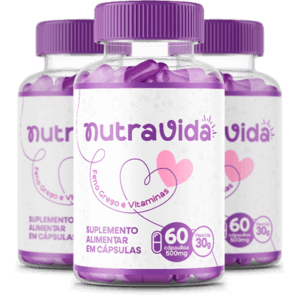 nutravida
Feno Grego e Vitaminas
SUPLEMENTO
ALIMENTAR
EM CÁPSULAS
60
cápsulas
500mg
Peso Líq.
30g